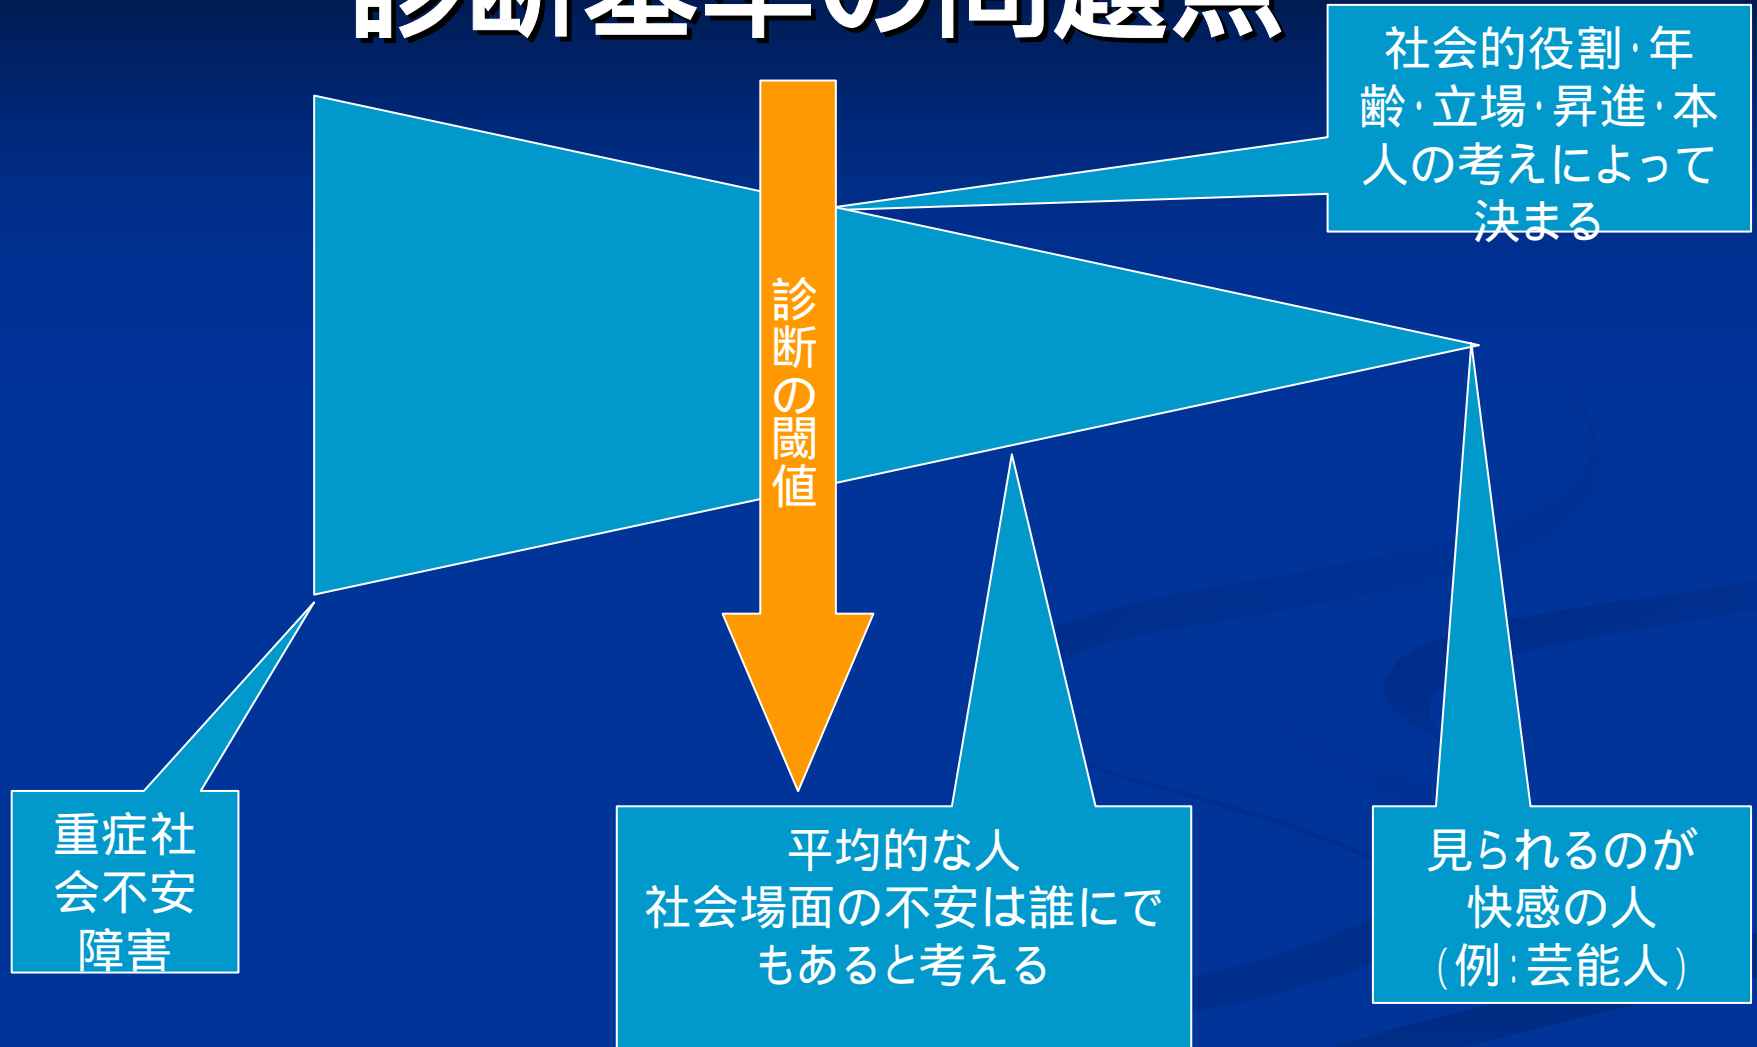 診断基準の問題点
社会的役割・年
齢・立場・昇進・本
人の考えによって
決まる
診断の閾値
重症社
会不安
障害
平均的な人
社会場面の不安は誰にで
もあると考える
見られるのが
快感の人
(例:芸能人)